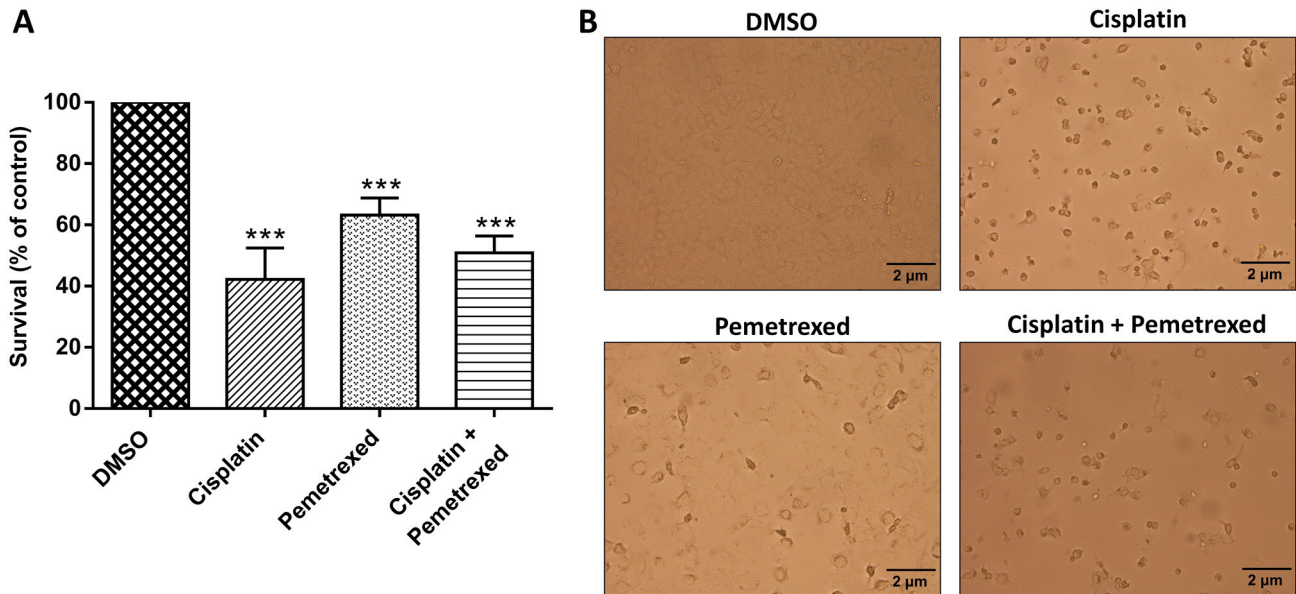 A
Survival (% of control)
100
80
60
40
20
0
***
***
***
DMSO
Cisplatin
Pemetrexed
Cisplatin +
Pemetrexed
B
DMSO
2 µm
Cisplatin
2 µm
Pemetrexed
2 µm
Cisplatin + Pemetrexed
2 µm